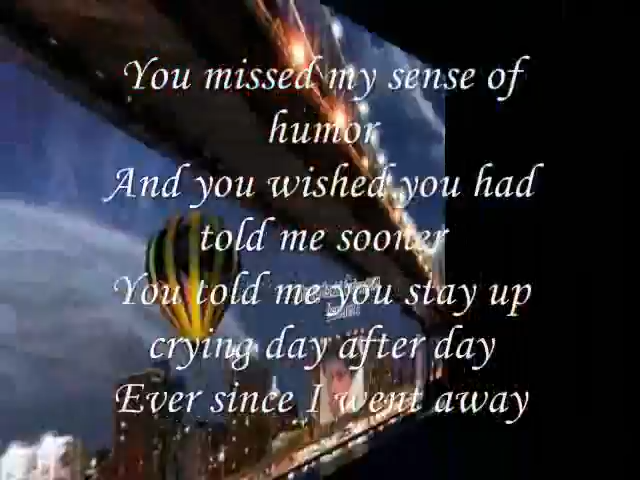 You missed my sense of
humor
And you wished you had
told me sooner
You told me you stay up
crying day after day
Ever since I went away